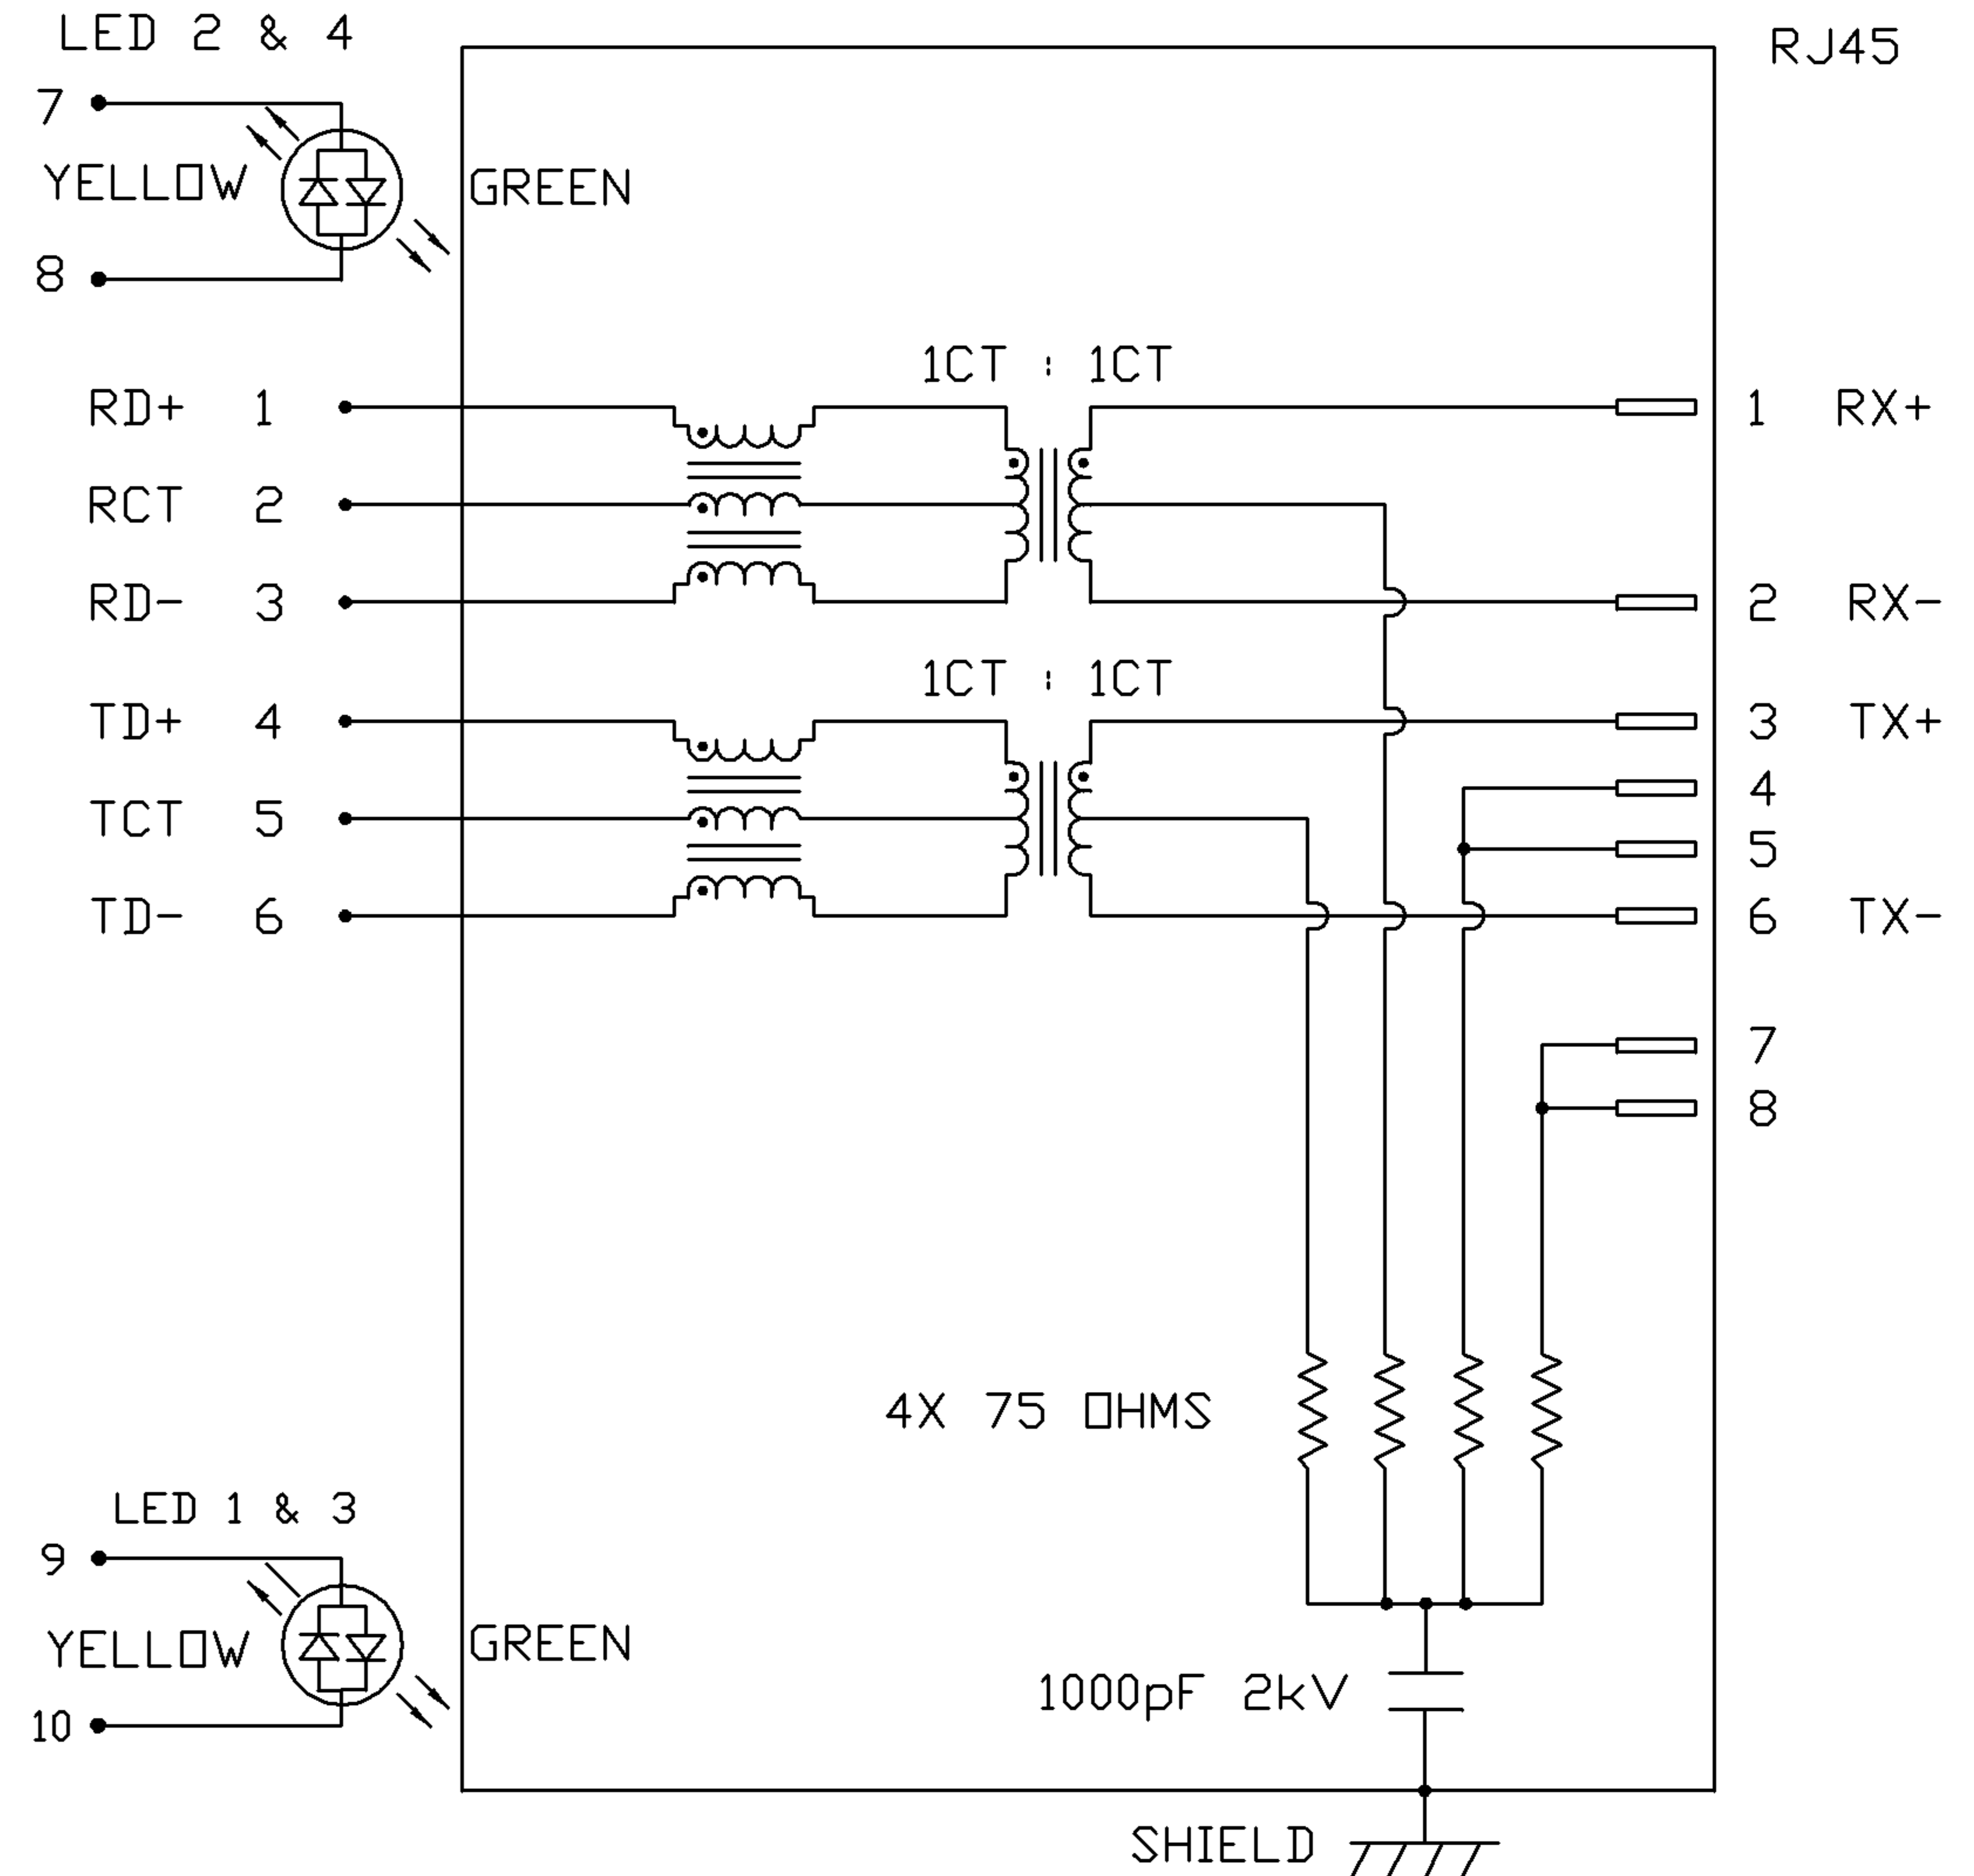 LED 2 & 4
RJ45
7
YELLOW
GREEN
8
1CT : 1CT
RD+ 1
1 RX+
RCT 2
RD- 3
2 RX-
1CT : 1CT
TD+ 4
3 TX+
4
TCT 5
5
TD- 6
6 TX-
7
8
4X 75 OHMS
LED 1 & 3
9
YELLOW
GREEN
10
1000pF 2kV
SHIELD